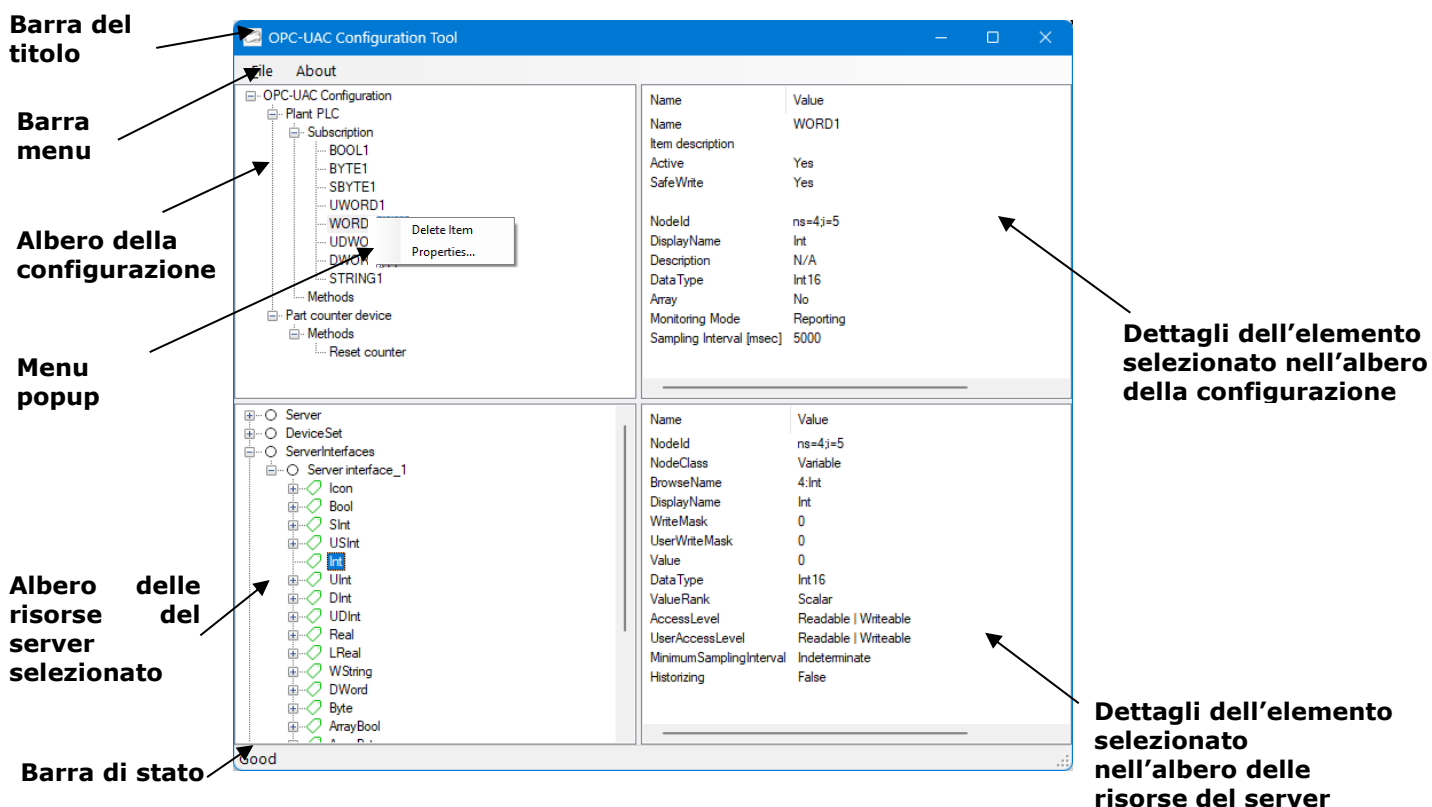 Barra del
titolo
Barra
menu
Albero della
configurazione
Menu
popup
Albero delle
risorse del
server
selezionato
Barra di stato
OPC-UAC Configuration Tool
File About
OPC-UAC Configuration
Plant PLC
Subscription
BOOL1
BYTE1
SBYTE1
UWORD1
WORD
UDWO
DWOR
STRING1
Methods
Part counter device
Methods
Reset counter
Delete Item
Properties...
Name Value
Name WORD1
Item description
Active Yes
SafeWrite Yes
NodeId ns=4;i=5
DisplayName Int
Description N/A
DataType Int16
Array No
Monitoring Mode Reporting
Sampling Interval [msec] 5000
Server
DeviceSet
ServerInterfaces
Server interface_1
Icon
Bool
SInt
USInt
Int
UInt
DInt
UDInt
Real
LReal
WString
DWord
Byte
ArrayBool
Name Value
NodeId ns=4;i=5
NodeClass Variable
BrowseName 4:Int
DisplayName Int
WriteMask 0
UserWriteMask 0
Value 0
DataType Int16
ValueRank Scalar
AccessLevel Readable | Writeable
UserAccessLevel Readable | Writeable
MinimumSamplingInterval Indeterminate
Historizing False
Good
Dettagli dell'elemento
selezionato nell'albero
della configurazione
Dettagli dell'elemento
selezionato
nell'albero delle
risorse del server